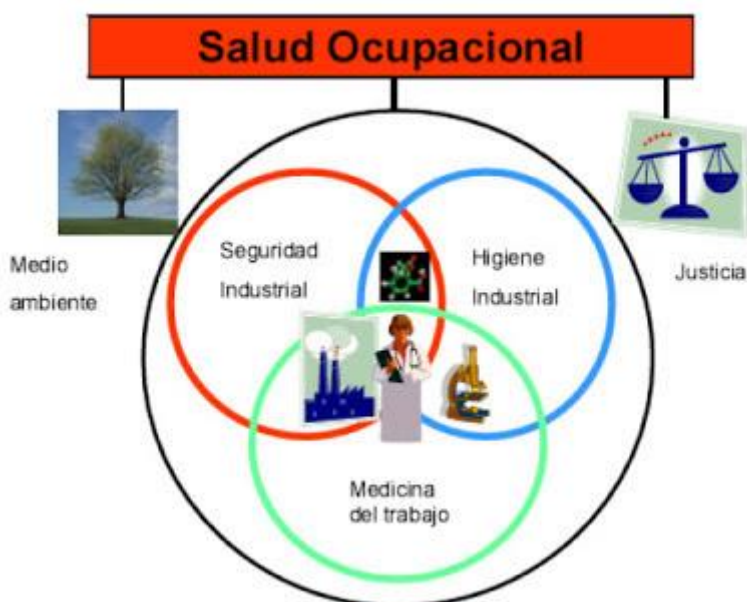 Salud Ocupacional
Seguridad
Industrial
Higiene
Industrial
Medio
ambiente
Justicia
Medicina
del trabajo